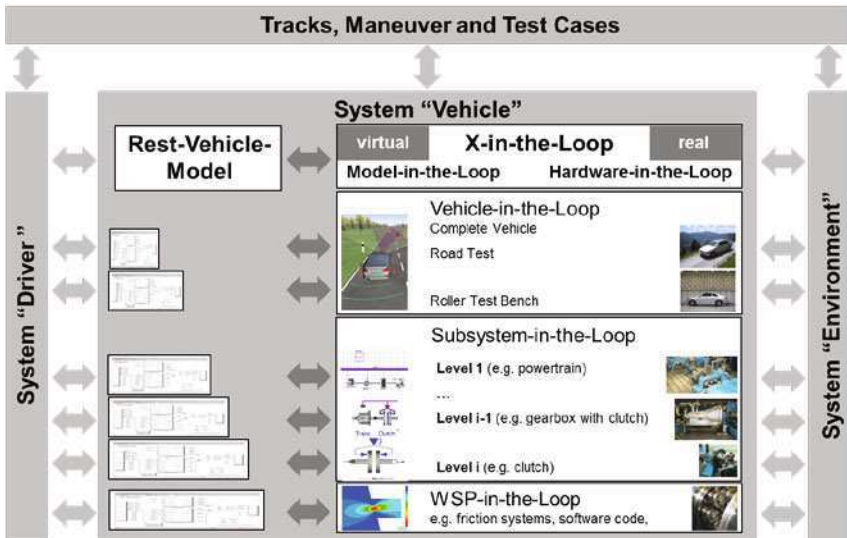 Tracks, Maneuver and Test Cases
System "Driver"
System "Vehicle"
Rest-Vehicle-
Model
virtual
X-in-the-Loop
real
Model-in-the-Loop
Hardware-in-the-Loop
Vehicle-in-the-Loop
Complete Vehicle
Road Test
Roller Test Bench
Subsystem-in-the-Loop
Level 1 (e.g. powertrain)
...
Level i-1 (e.g. gearbox with clutch)
Clutch
Level i (e.g. clutch)
WSP-in-the-Loop
e.g. friction systems, software code,
System "Environment"